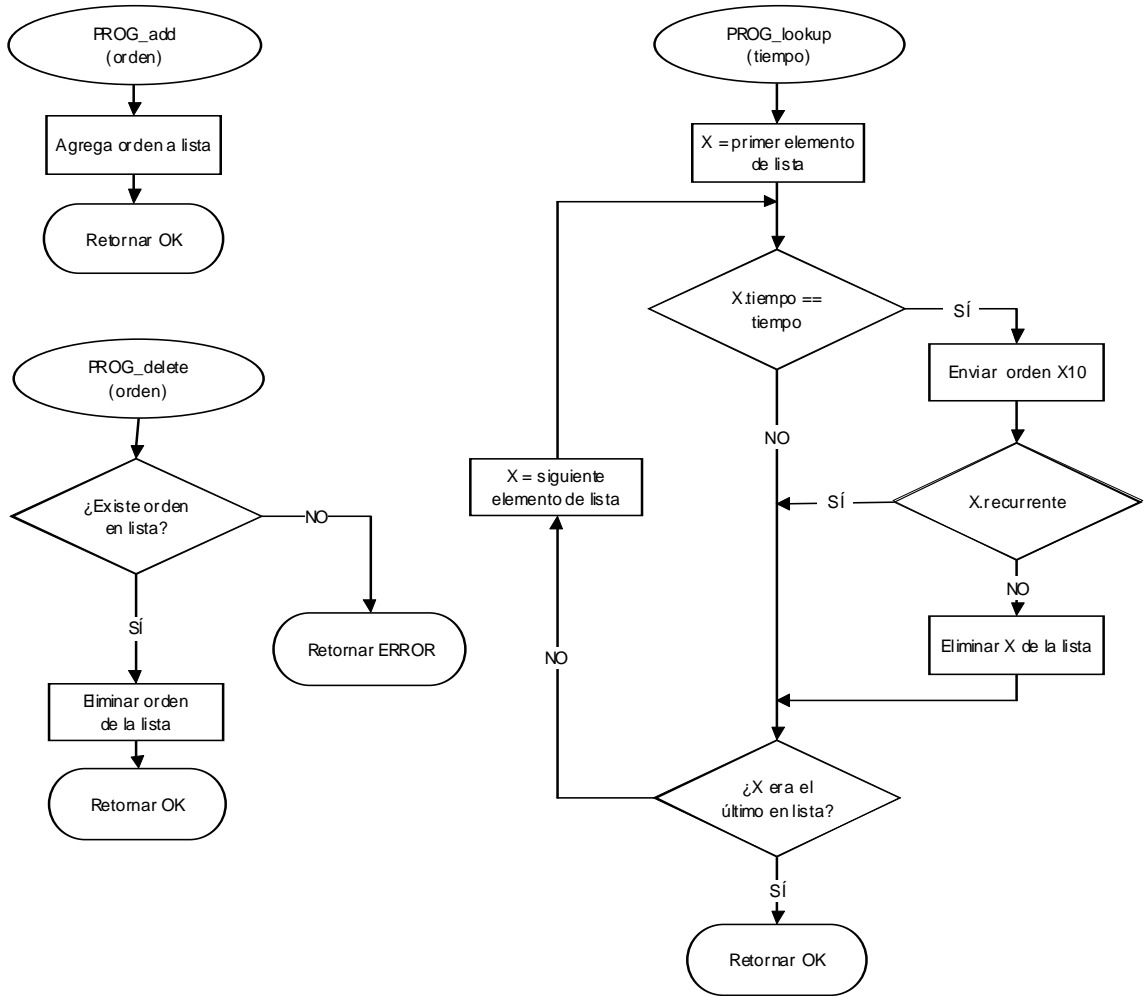 PROG_add
(orden)
Agrega orden a lista
Retornar OK
PROG_delete
(orden)
¿Existe orden
en lista?
NO
SÍ
Retornar ERROR
Eliminar orden
de la lista
Retornar OK
PROG_lookup
(tiempo)
X = primer elemento
de lista
X.tiempo ==
tiempo
SÍ
Enviar orden X10
NO
X = siguiente
elemento de lista
SÍ
X.recurrente
NO
Eliminar X de la lista
NO
¿X era el
último en lista?
SÍ
Retornar OK